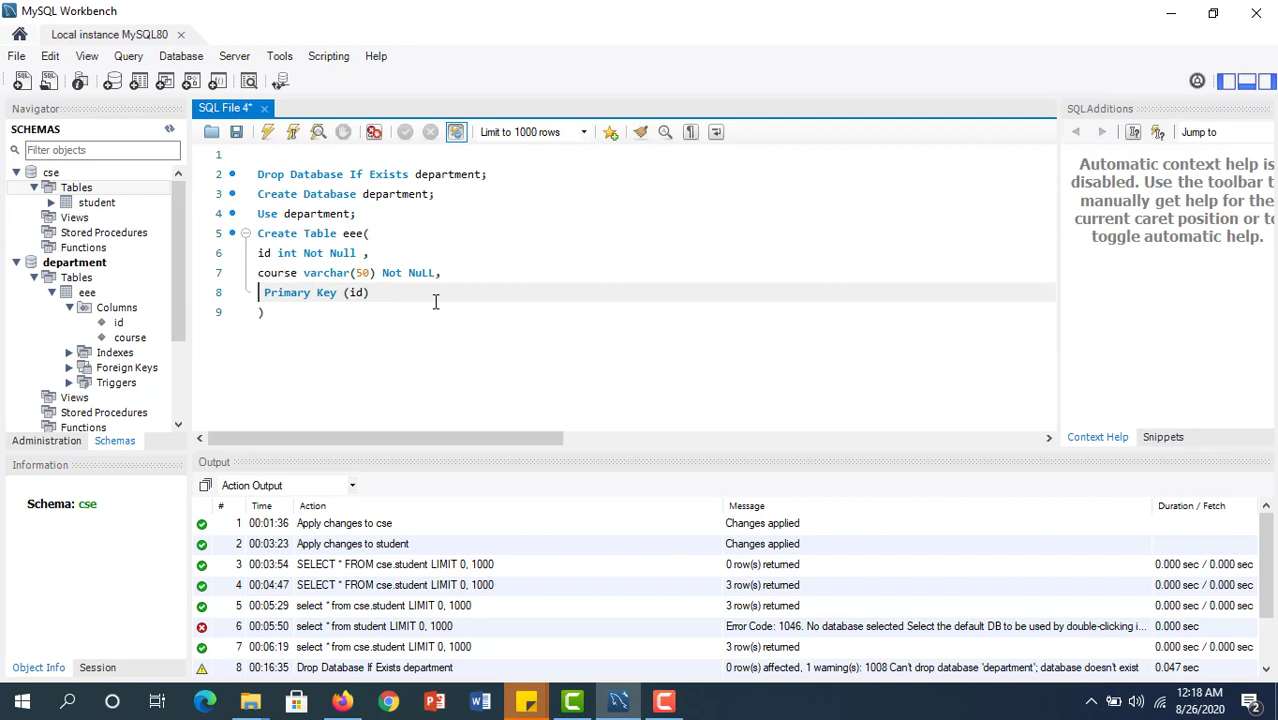 MySQL Workbench
Local instance MySQL80
File Edit View Query Database Server Tools Scripting Help
Navigator
SCHEMAS
Filter objects
cse
Tables
student
Views
Stored Procedures
Functions
department
Tables
eee
Columns
id
course
Indexes
Foreign Keys
Triggers
Views
Stored Procedures
Functions
Administration Schemas
Information
Schema: cse
Object Info Session
SQL File 4*
Limit to 1000 rows
1
2 Drop Database If Exists department;
3 Create Database department;
4 Use department;
5 Create Table eee(
6 id int Not Null ,
7 course varchar(50) Not NuLL,
8 Primary Key (id)
9 )
SQLAdditions
Jump to
Automatic context help is
disabled. Use the toolbar t
manually get help for the
current caret position or to
toggle automatic help.
Context Help Snippets
Output
Action Output
# Time Action Message Duration / Fetch
1 00:01:36 Apply changes to cse Changes applied
2 00:03:23 Apply changes to student Changes applied
3 00:03:54 SELECT * FROM cse.student LIMIT 0, 1000 0 row(s) returned 0.000 sec / 0.000 sec
4 00:04:47 SELECT * FROM cse.student LIMIT 0, 1000 3 row(s) returned 0.000 sec / 0.000 sec
5 00:05:29 select * from cse.student LIMIT 0, 1000 3 row(s) returned 0.000 sec / 0.000 sec
6 00:05:50 select * from student LIMIT 0, 1000 Error Code: 1046. No database selected Select the default DB to be used by double-clicking i... 0.000 sec
7 00:06:19 select * from cse.student LIMIT 0, 1000 3 row(s) returned 0.000 sec / 0.000 sec
8 00:16:35 Drop Database If Exists department 0 row(s) affected, 1 warning(s): 1008 Can't drop database 'department'; database doesn't exist 0.047 sec
12:18 AM
8/26/2020
2